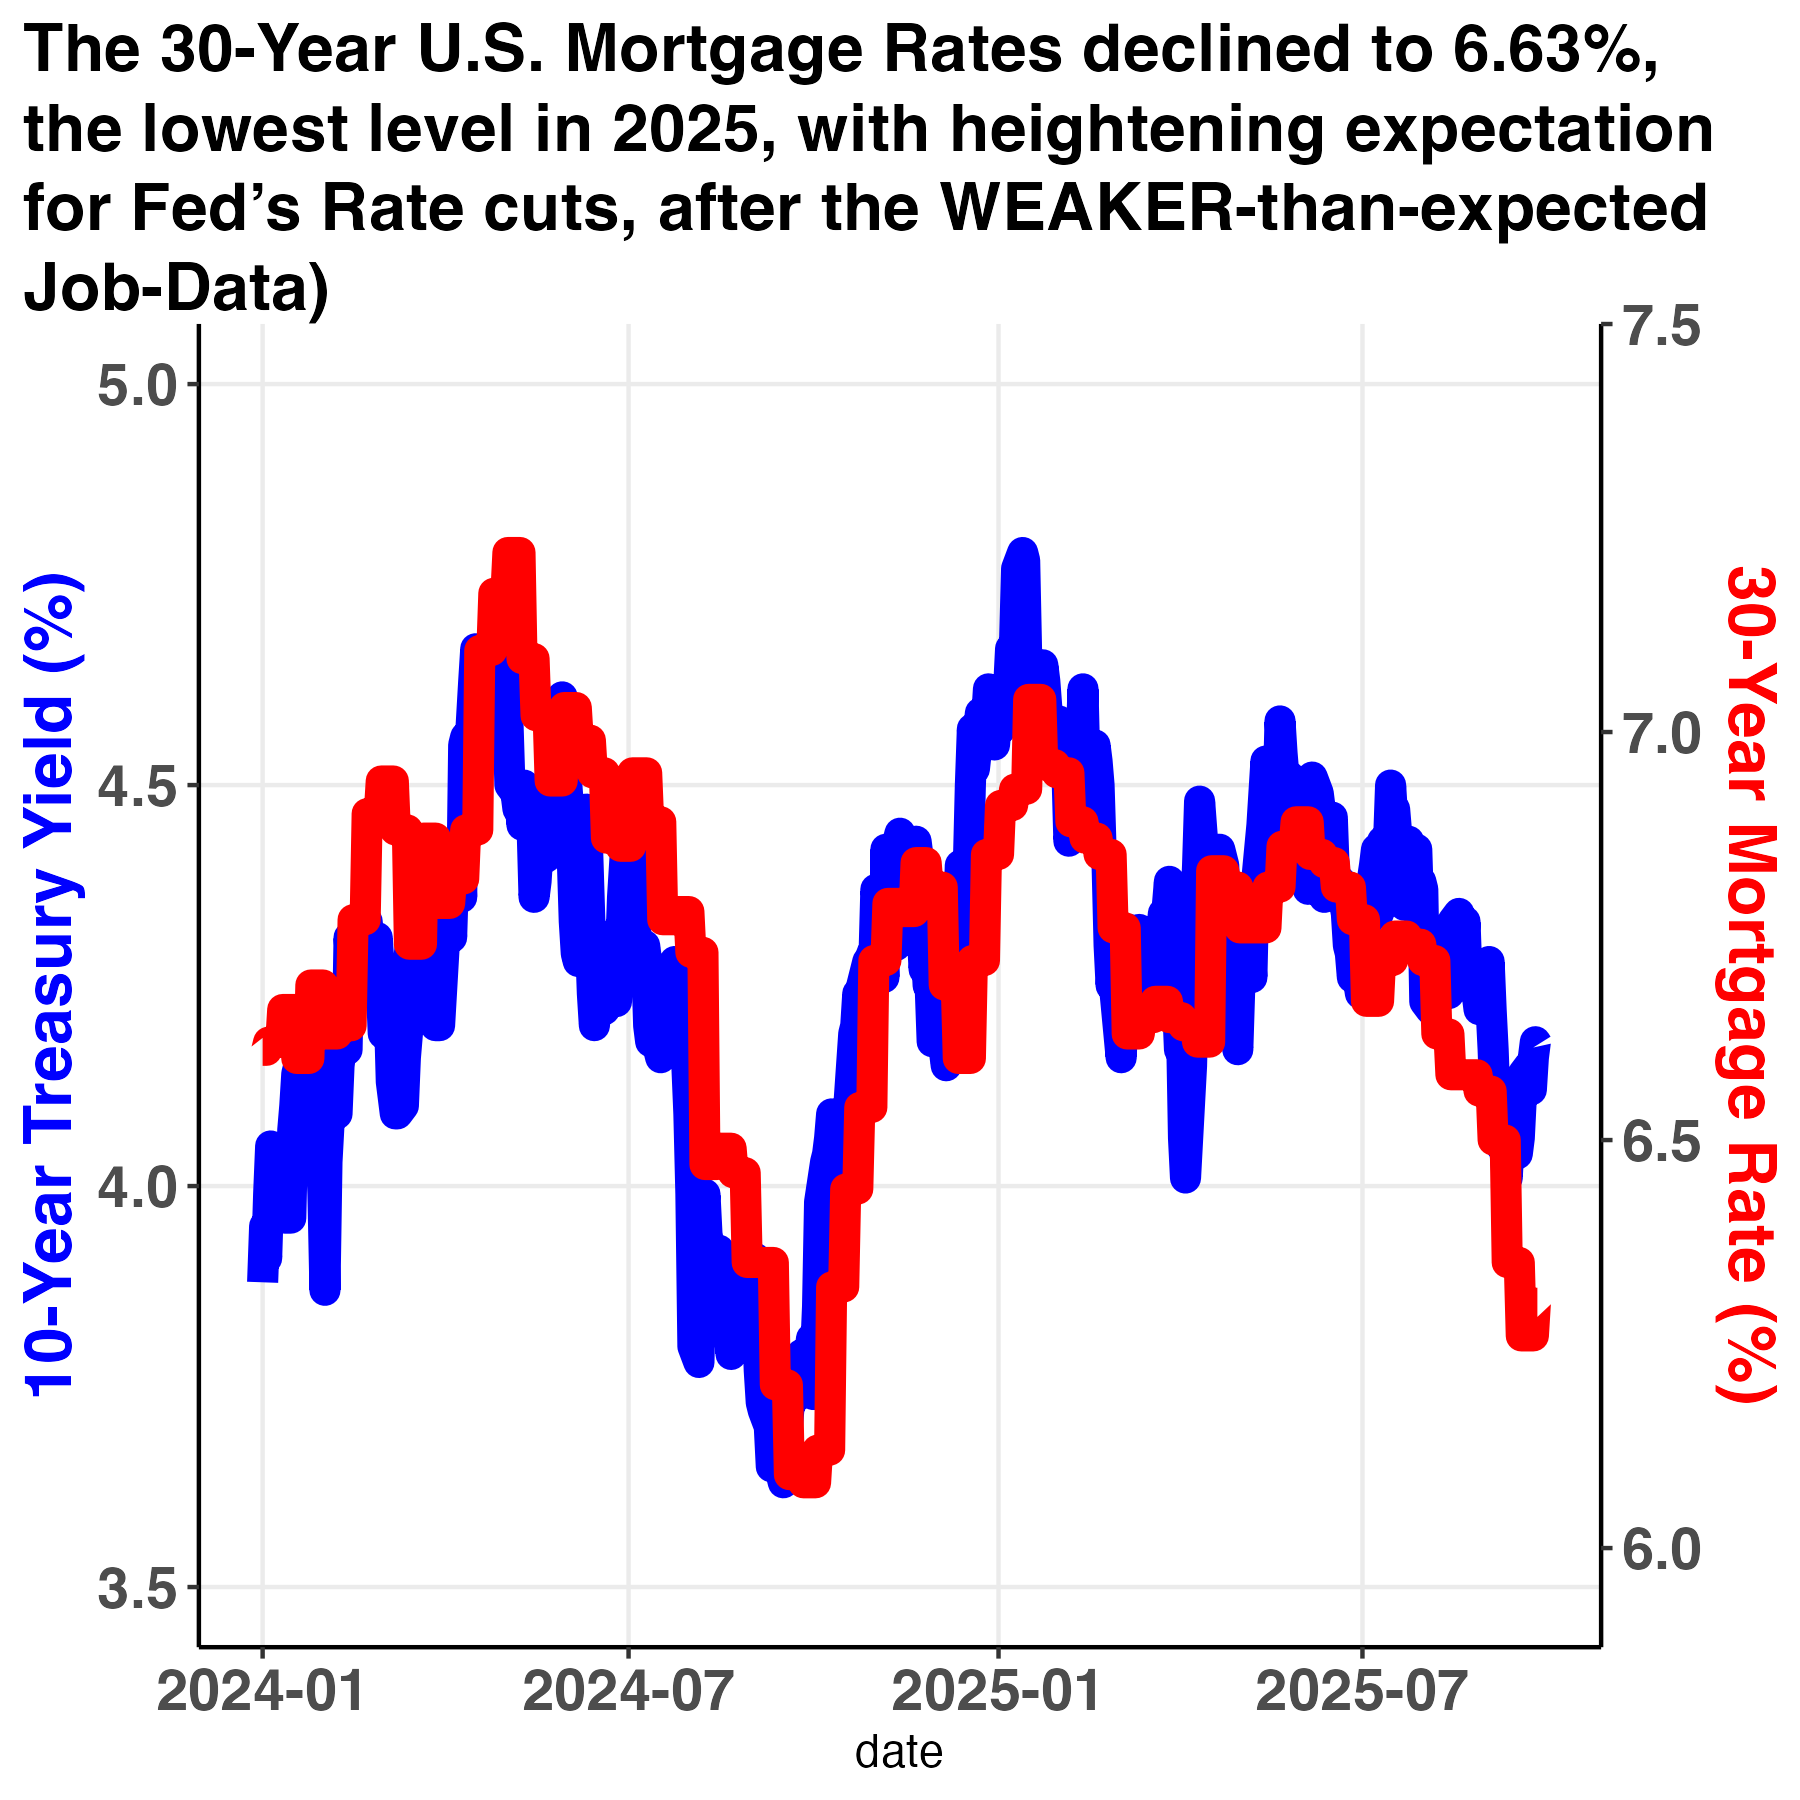 The 30-Year U.S. Mortgage Rates declined to 6.63%,
the lowest level in 2025, with heightening expectation
for Fed’s Rate cuts, after the WEAKER-than-expected
Job-Data)
10-Year Treasury Yield (%)
5.0
4.5
4.0
3.5
7.5
7.0
6.5
6.0
30-Year Mortgage Rate (%)
2024-01
2024-07
2025-01
2025-07
date